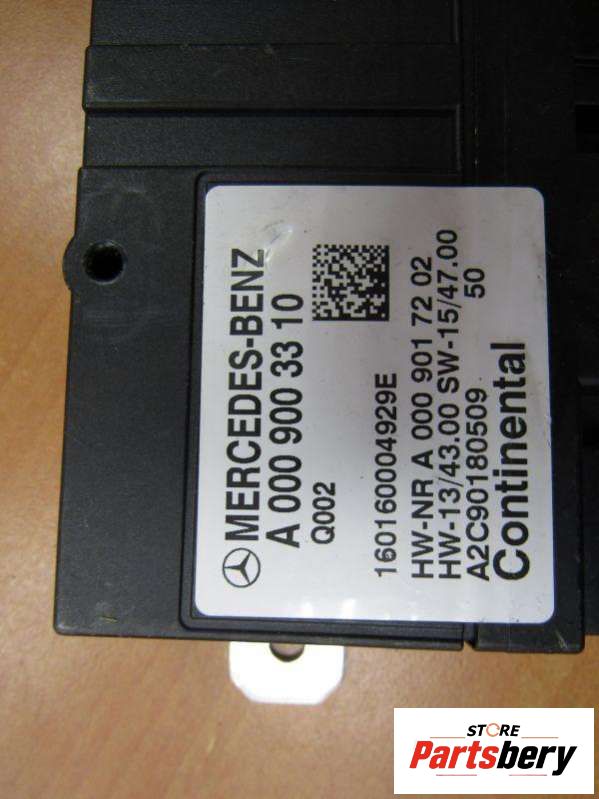 MERCEDES-BENZ
A 000 900 33 10
Q002
160160004929E
HW-NR A 000 901 72 02
HW-13/43.00 SW-15/47.00
A2C90180509 50
Continental
STORE
Partsbery